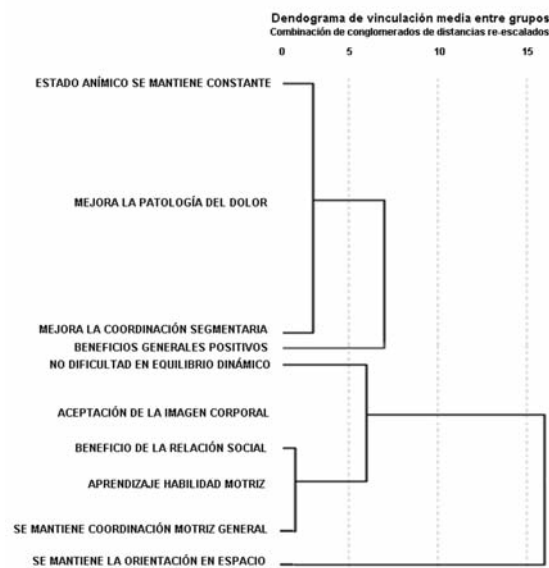 Dendograma de vinculación media entre grupos
Combinación de conglomerados de distancias re-escalados
0 5 10 15
ESTADO ANÍMICO SE MANTIENE CONSTANTE
MEJORA LA PATOLOGÍA DEL DOLOR
MEJORA LA COORDINACIÓN SEGMENTARIA
BENEFICIOS GENERALES POSITIVOS
NO DIFICULTAD EN EQUILIBRIO DINÁMICO
ACEPTACIÓN DE LA IMAGEN CORPORAL
BENEFICIO DE LA RELACIÓN SOCIAL
APRENDIZAJE HABILIDAD MOTRIZ
SE MANTIENE COORDINACIÓN MOTRIZ GENERAL
SE MANTIENE LA ORIENTACIÓN EN ESPACIO